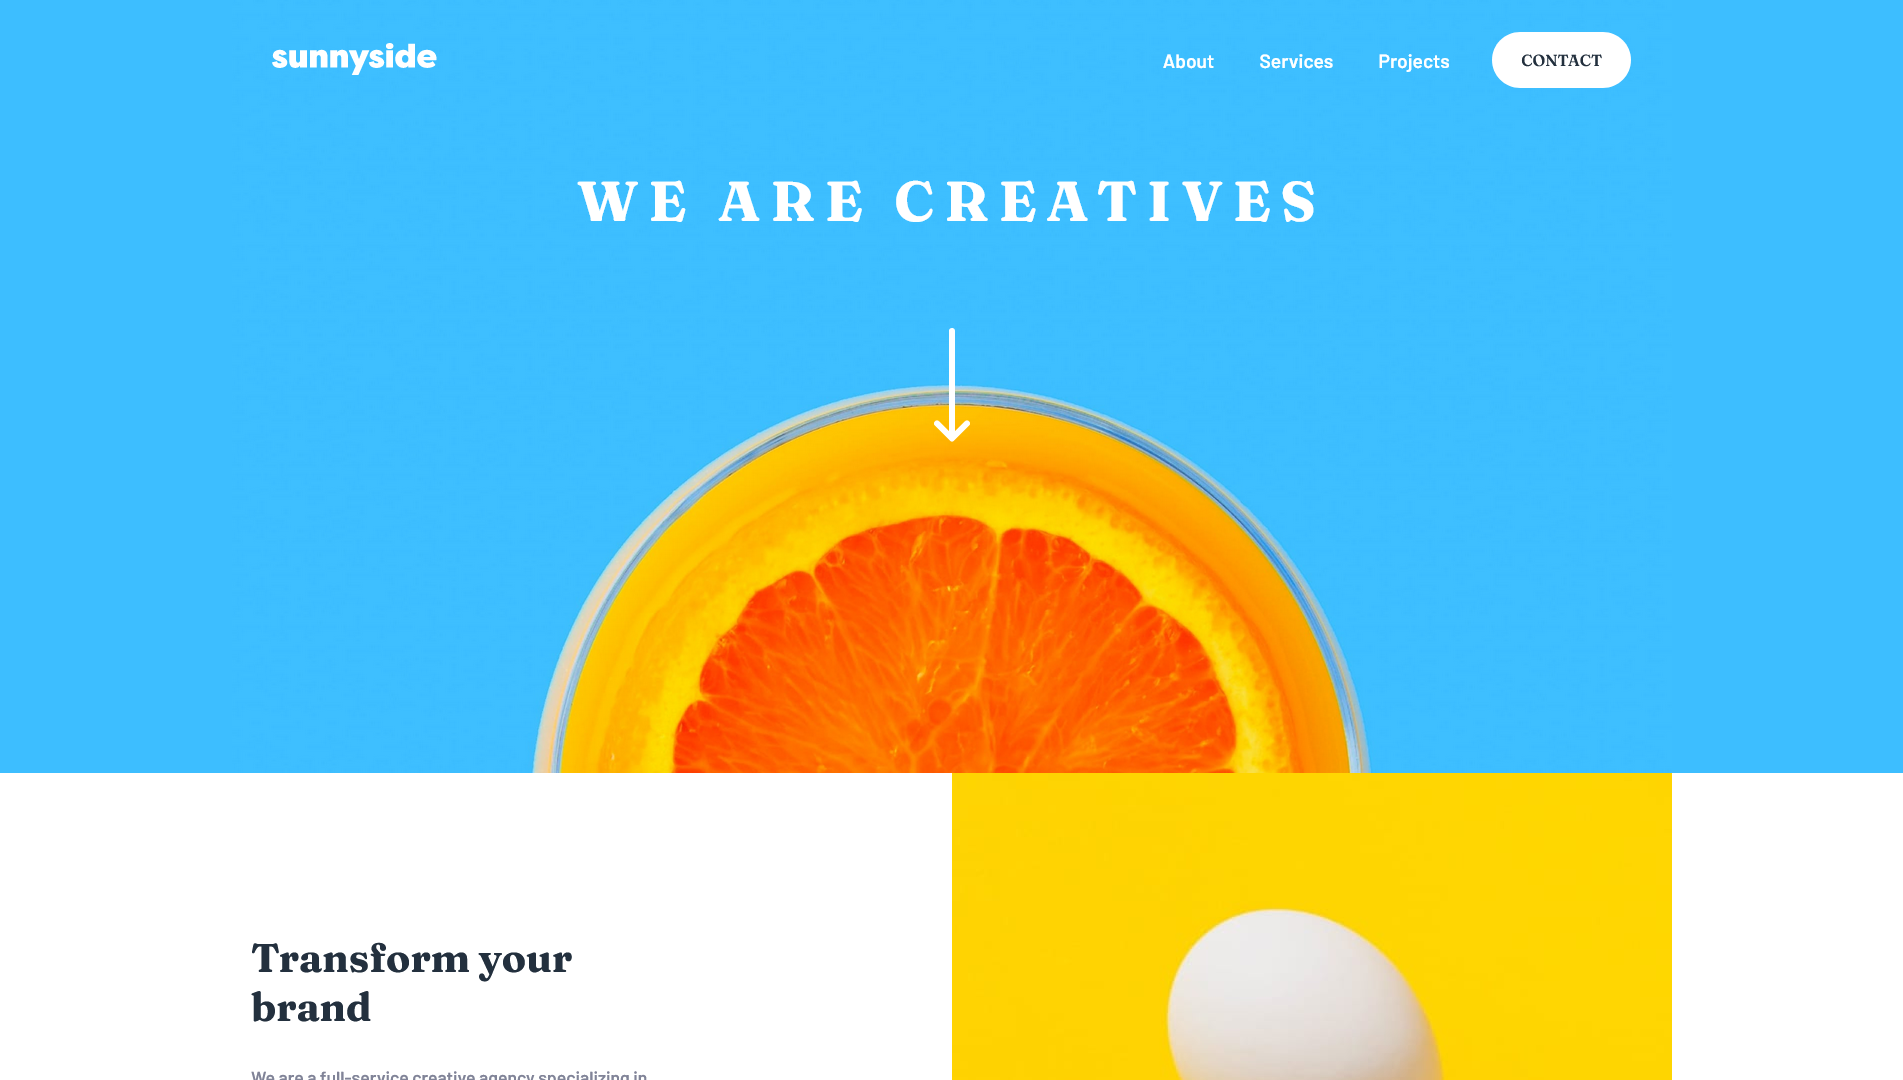 sunnyside
About Services Projects CONTACT
WE ARE CREATIVES
Transform your
brand
We are a full-service creative agency specializing in